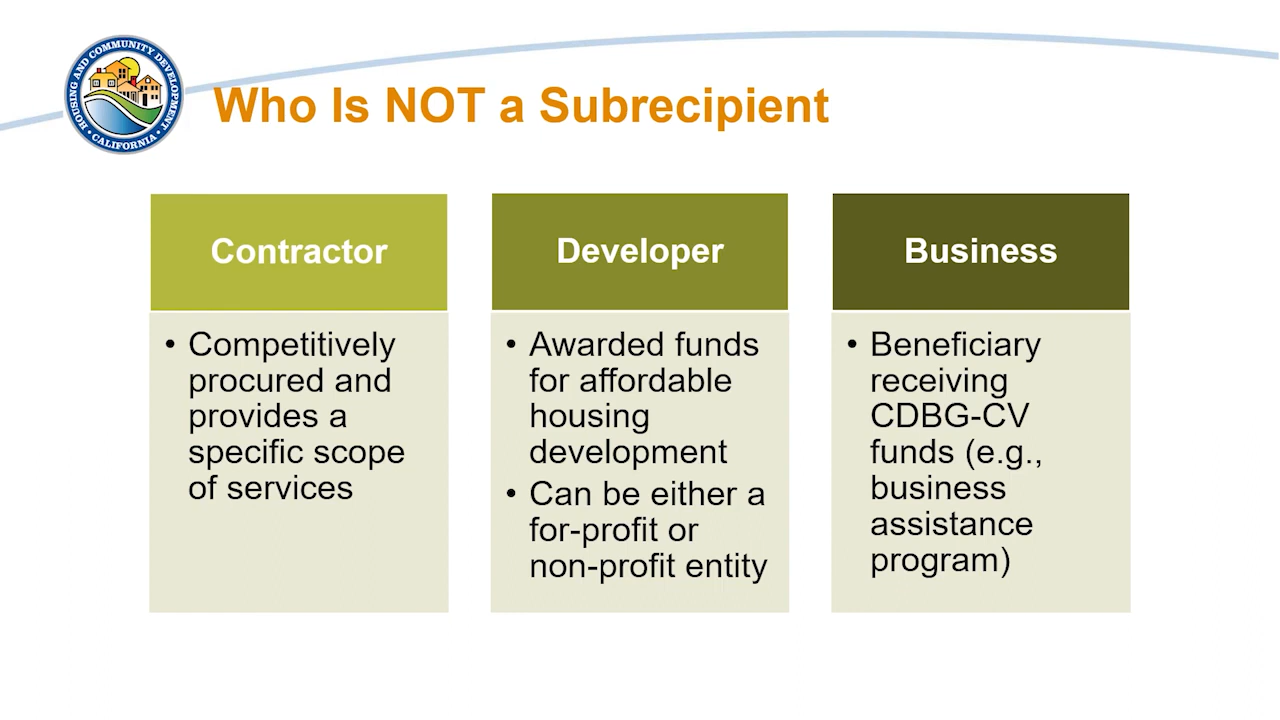 HOUSING AND COMMUNITY DEVELOPMENT
• CALIFORNIA •
Who Is NOT a Subrecipient
Contractor
• Competitively
procured and
provides a
specific scope
of services
Developer
• Awarded funds
for affordable
housing
development
• Can be either a
for-profit or
non-profit entity
Business
• Beneficiary
receiving
CDBG-CV
funds (e.g.,
business
assistance
program)